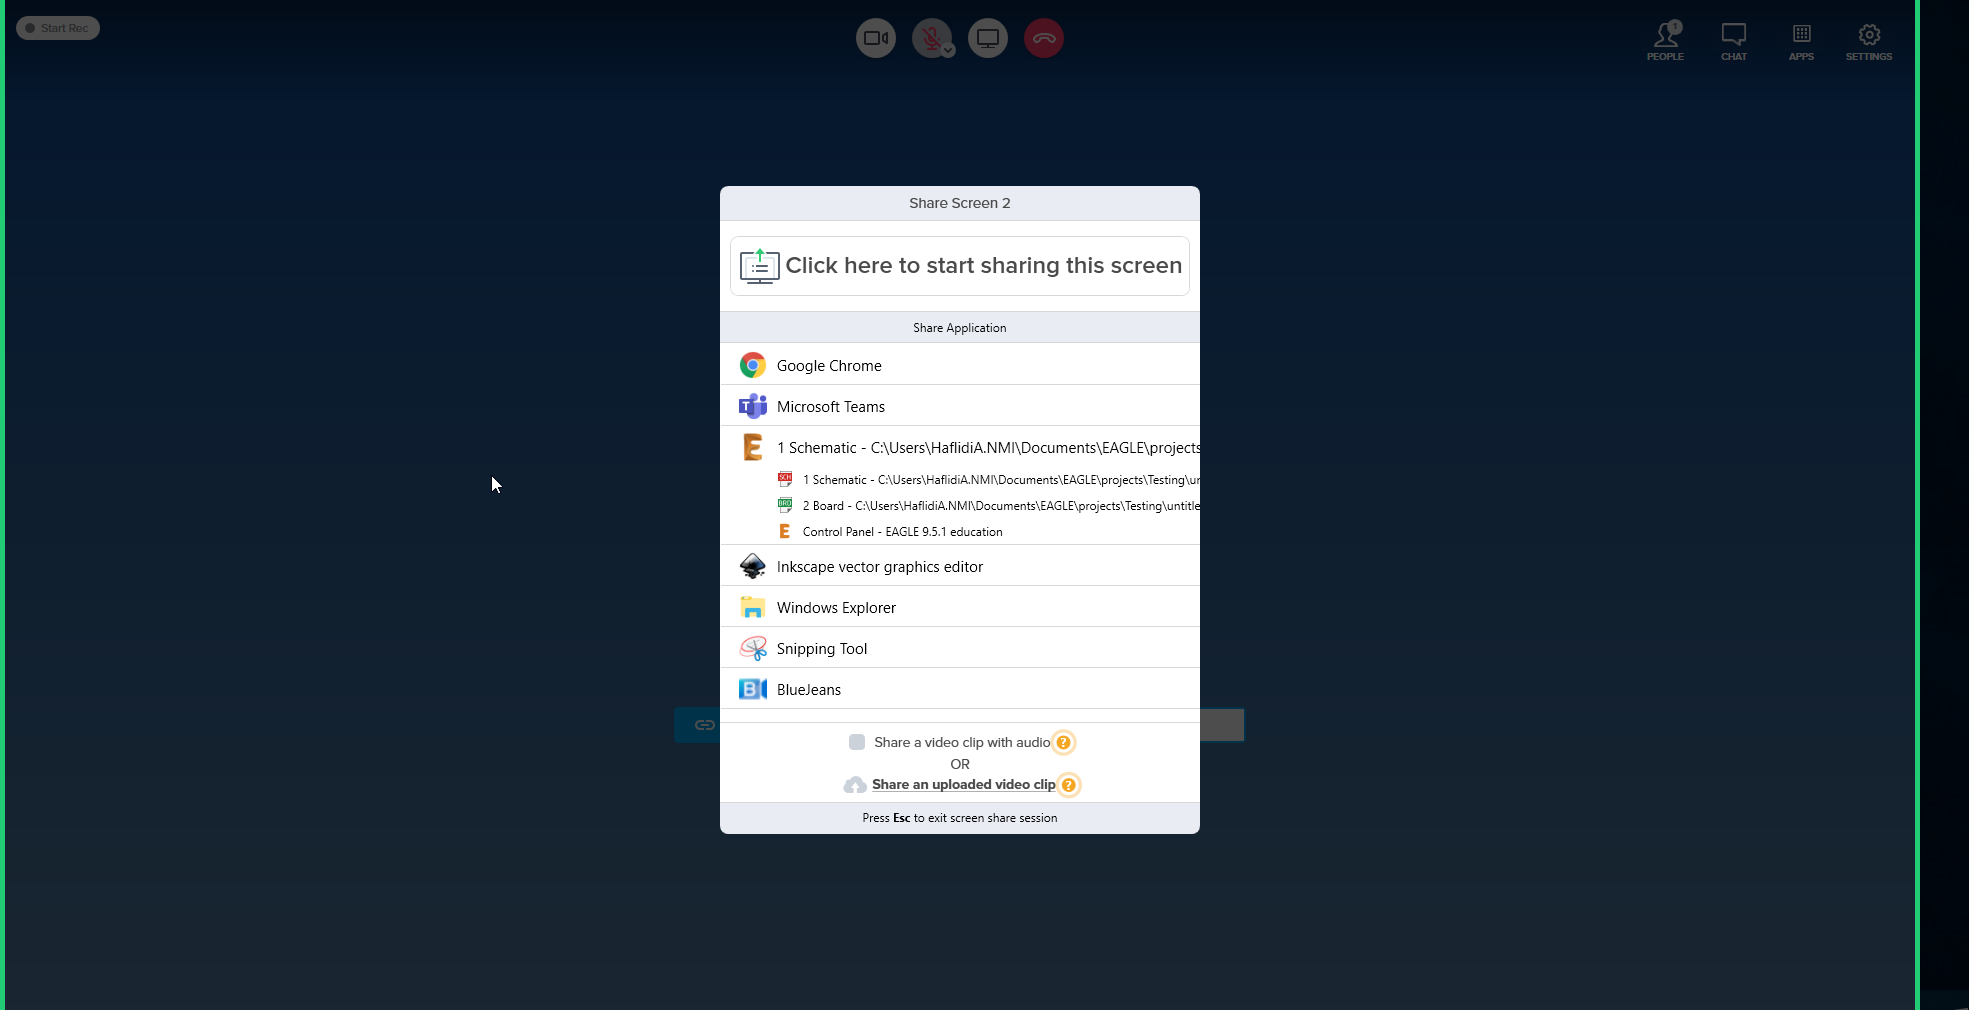 Start Rec
1
PEOPLE
CHAT
APPS
SETTINGS
Share Screen 2
Click here to start sharing this screen
Share Application
Google Chrome
Microsoft Teams
1 Schematic - C:\Users\HaflidiA.NMI\Documents\EAGLE\projects
1 Schematic - C:\Users\HaflidiA.NMI\Documents\EAGLE\projects\Testing\un
2 Board - C:\Users\HaflidiA.NMI\Documents\EAGLE\projects\Testing\untitle
Control Panel - EAGLE 9.5.1 education
Inkscape vector graphics editor
Windows Explorer
Snipping Tool
BlueJeans
Share a video clip with audio ?
OR
Share an uploaded video clip ?
Press Esc to exit screen share session